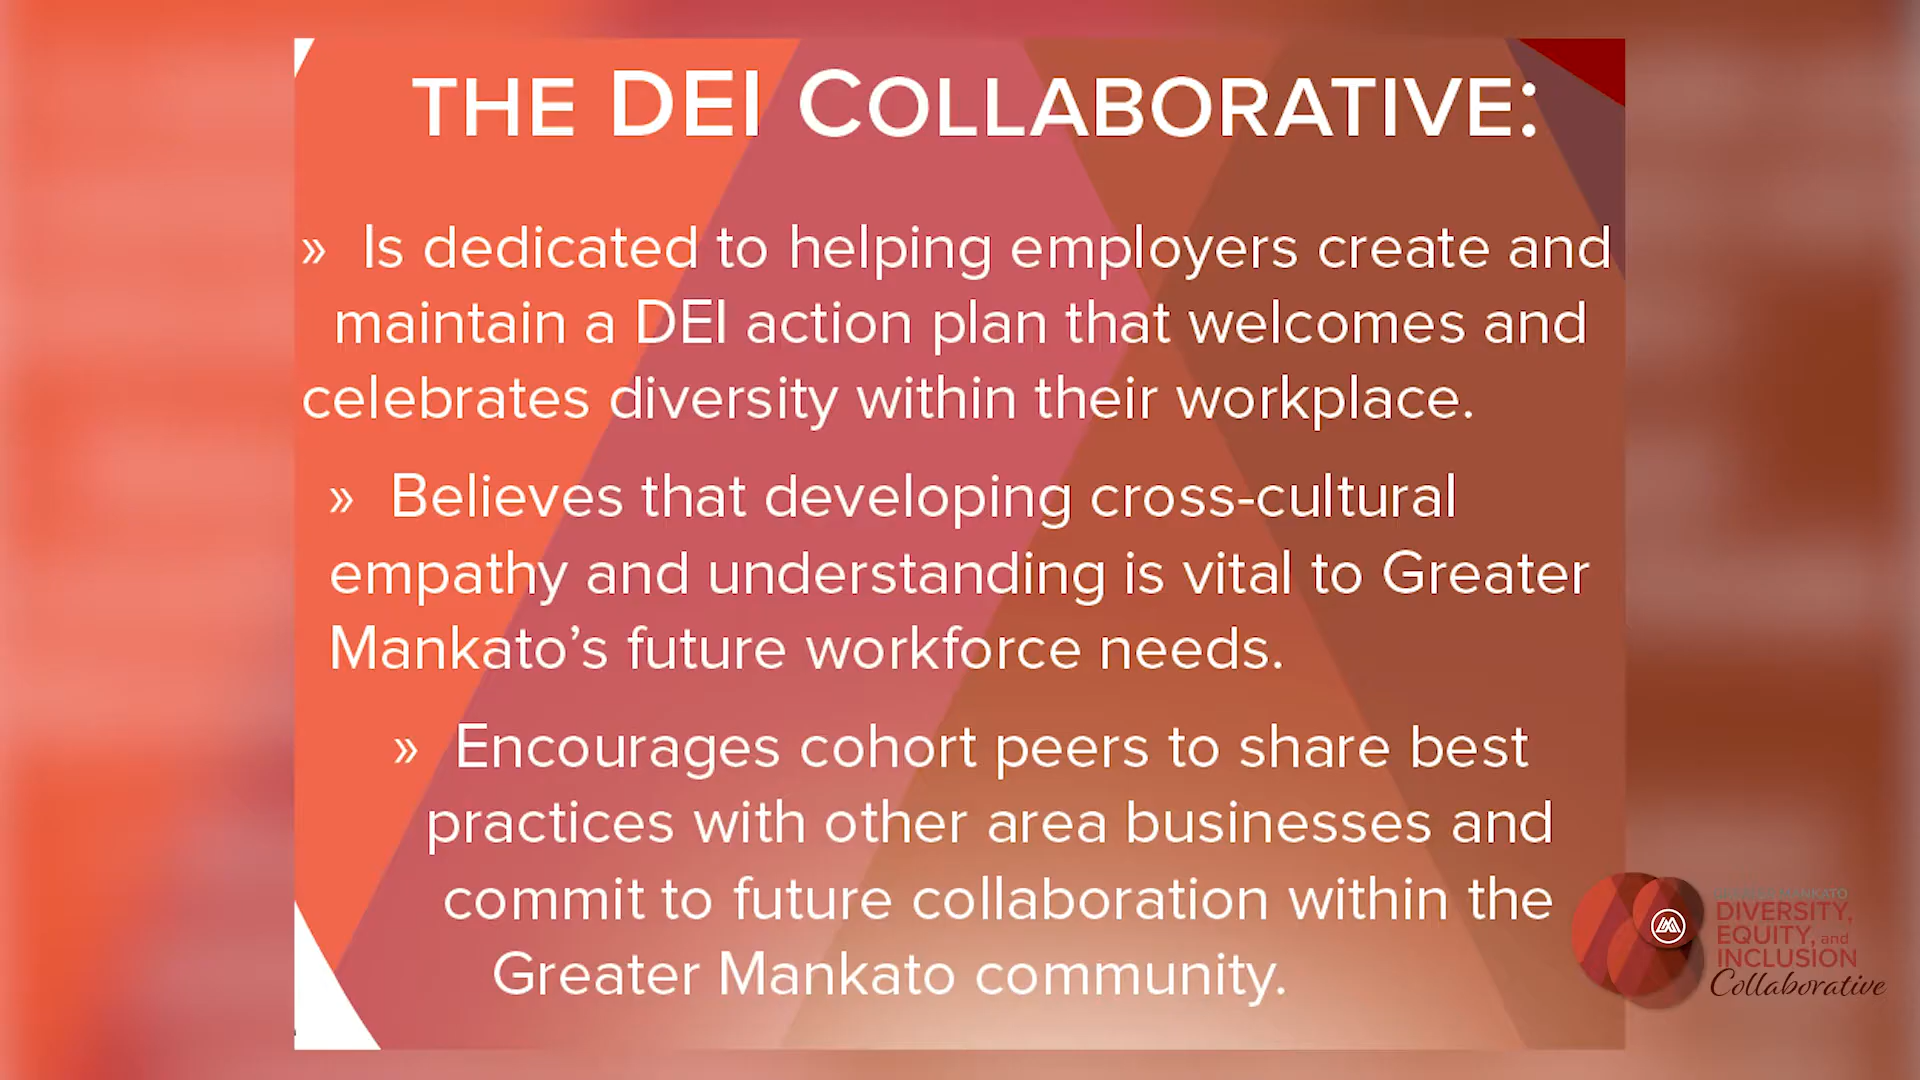 THE DEI COLLABORATIVE:
» Is dedicated to helping employers create and
maintain a DEI action plan that welcomes and
celebrates diversity within their workplace.
» Believes that developing cross-cultural
empathy and understanding is vital to Greater
Mankato’s future workforce needs.
» Encourages cohort peers to share best
practices with other area businesses and
commit to future collaboration within the
Greater Mankato community.
GREATER MANKATO
DIVERSITY,
EQUITY, and
INCLUSION
Collaborative